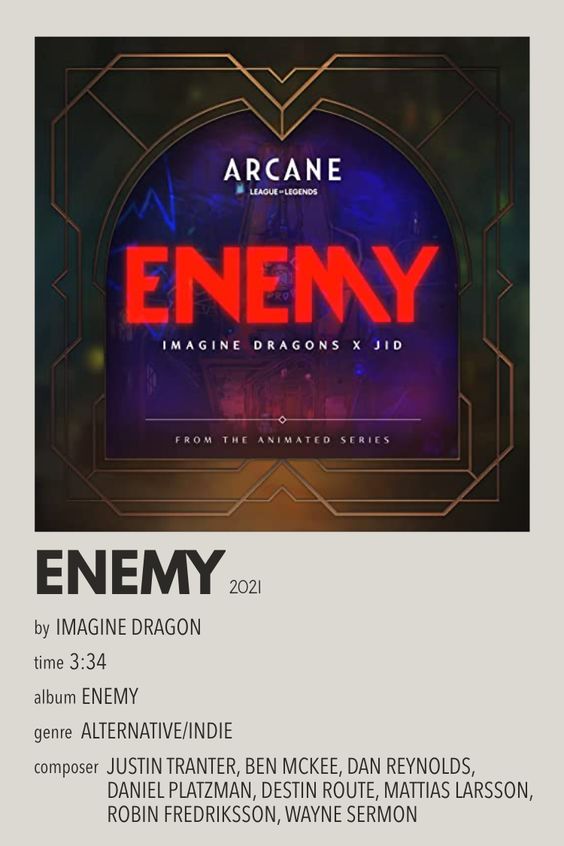 ARCANE
LEAGUE OF LEGENDS
ENEMY
IMAGINE DRAGONS X JID
FROM THE ANIMATED SERIES
ENEMY 2021
by IMAGINE DRAGON
time 3:34
album ENEMY
genre ALTERNATIVE/INDIE
composer JUSTIN TRANTER, BEN MCKEE, DAN REYNOLDS,
DANIEL PLATZMAN, DESTIN ROUTE, MATTIAS LARSSON,
ROBIN FREDRIKSSON, WAYNE SERMON